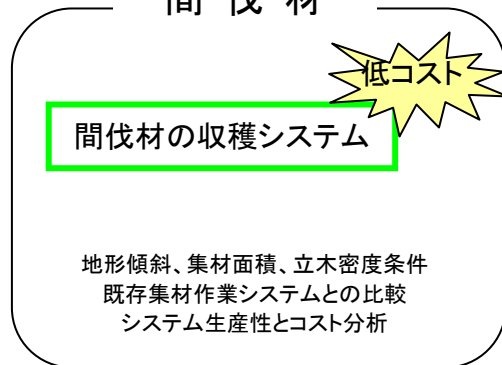 間 伐 材
低コスト
間伐材の収穫システム
地形傾斜、集材面積、立木密度条件
既存集材作業システムとの比較
システム生産性とコスト分析